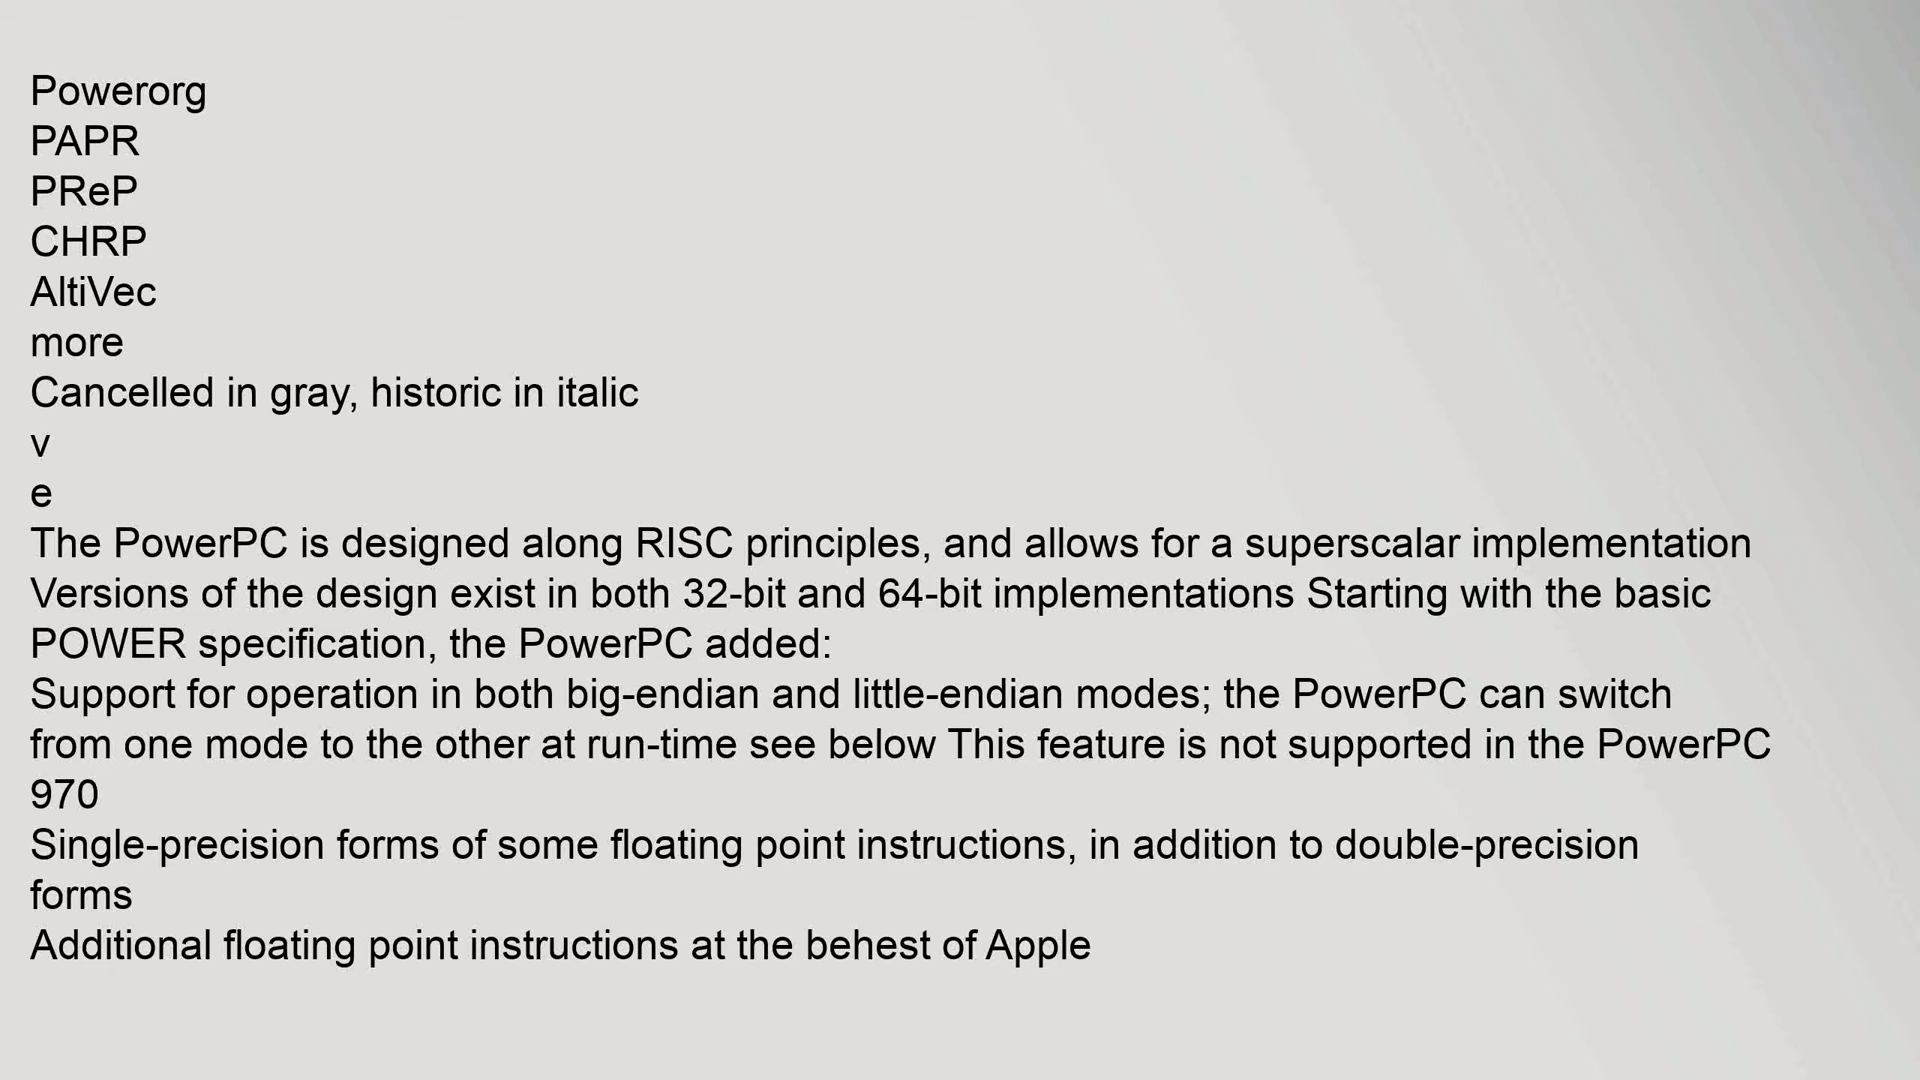 Powerorg
PAPR
PReP
CHRP
AltiVec
more
Cancelled in gray, historic in italic
v
e
The PowerPC is designed along RISC principles, and allows for a superscalar implementation
Versions of the design exist in both 32-bit and 64-bit implementations Starting with the basic
POWER specification, the PowerPC added:
Support for operation in both big-endian and little-endian modes; the PowerPC can switch
from one mode to the other at run-time see below This feature is not supported in the PowerPC
970
Single-precision forms of some floating point instructions, in addition to double-precision
forms
Additional floating point instructions at the behest of Apple